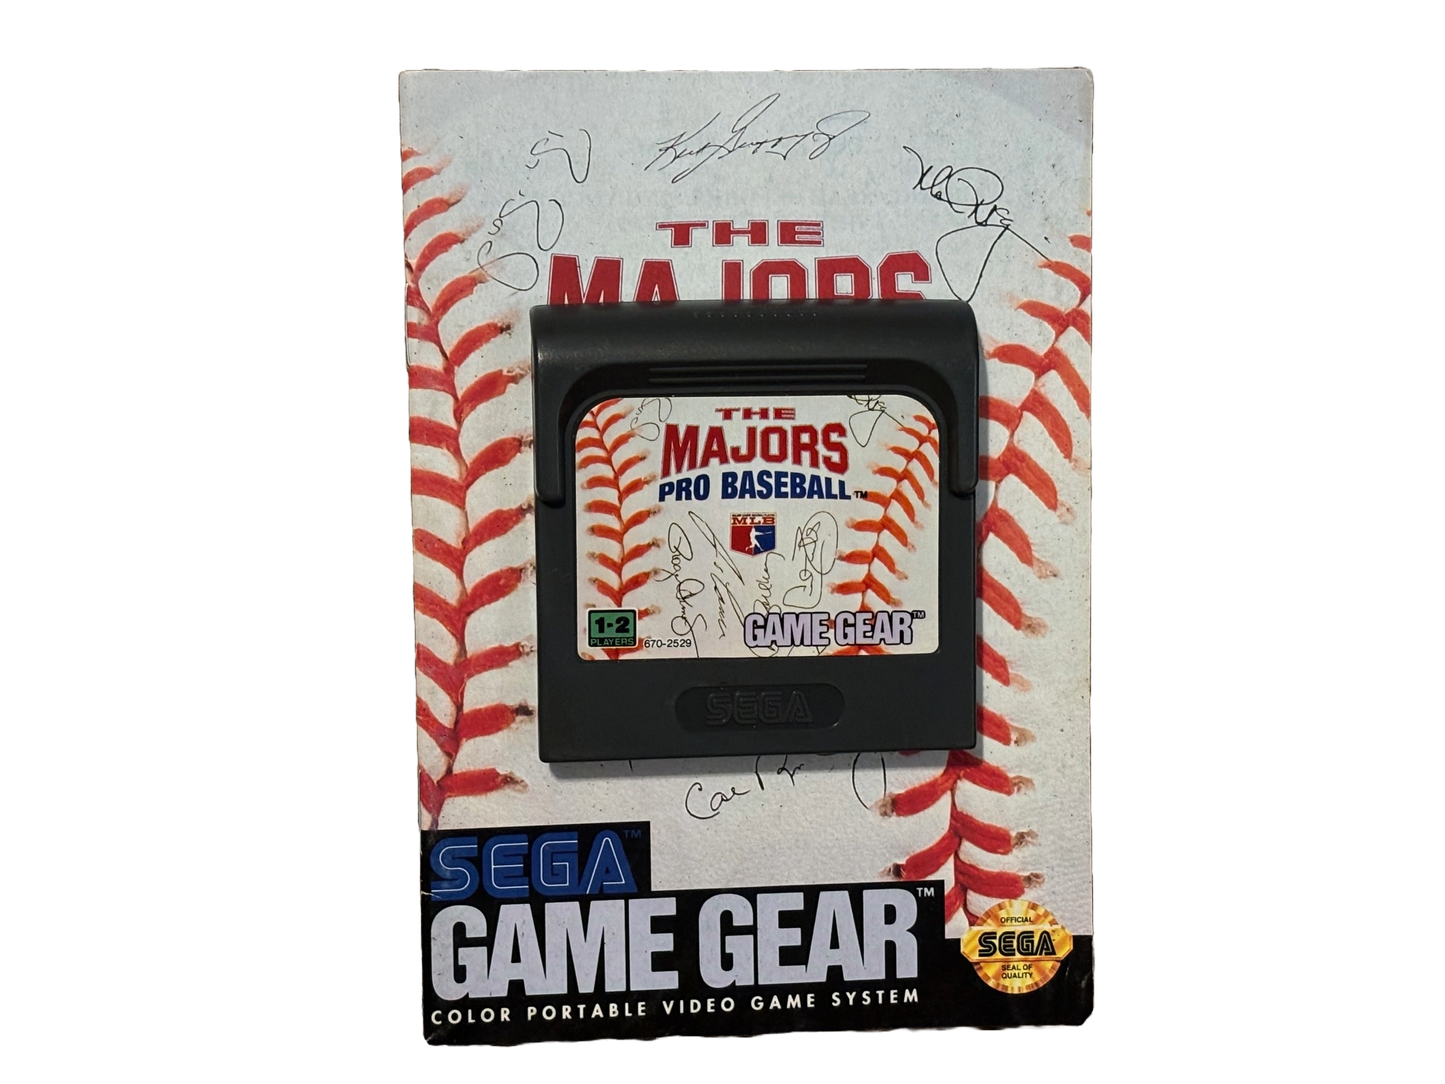 THE
MAJORS
THE
MAJORS
PRO BASEBALL™
MLB
1-2
PLAYERS
670-2529
GAME GEAR™
SEGA
SEGA™
GAME GEAR™
COLOR PORTABLE VIDEO GAME SYSTEM
OFFICIAL
SEGA
SEAL OF
QUALITY